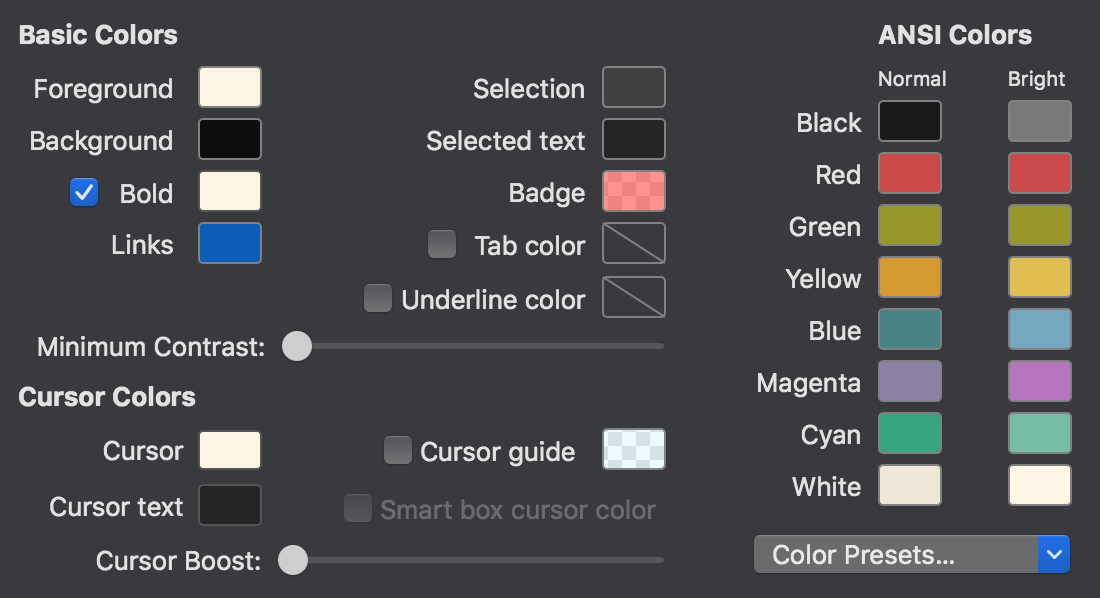 Basic Colors
Foreground
Background
Bold
Links
Selection
Selected text
Badge
Tab color
Underline color
Minimum Contrast:
Cursor Colors
Cursor
Cursor text
Cursor guide
Smart box cursor color
Cursor Boost:
ANSI Colors
Normal Bright
Black
Red
Green
Yellow
Blue
Magenta
Cyan
White
Color Presets...